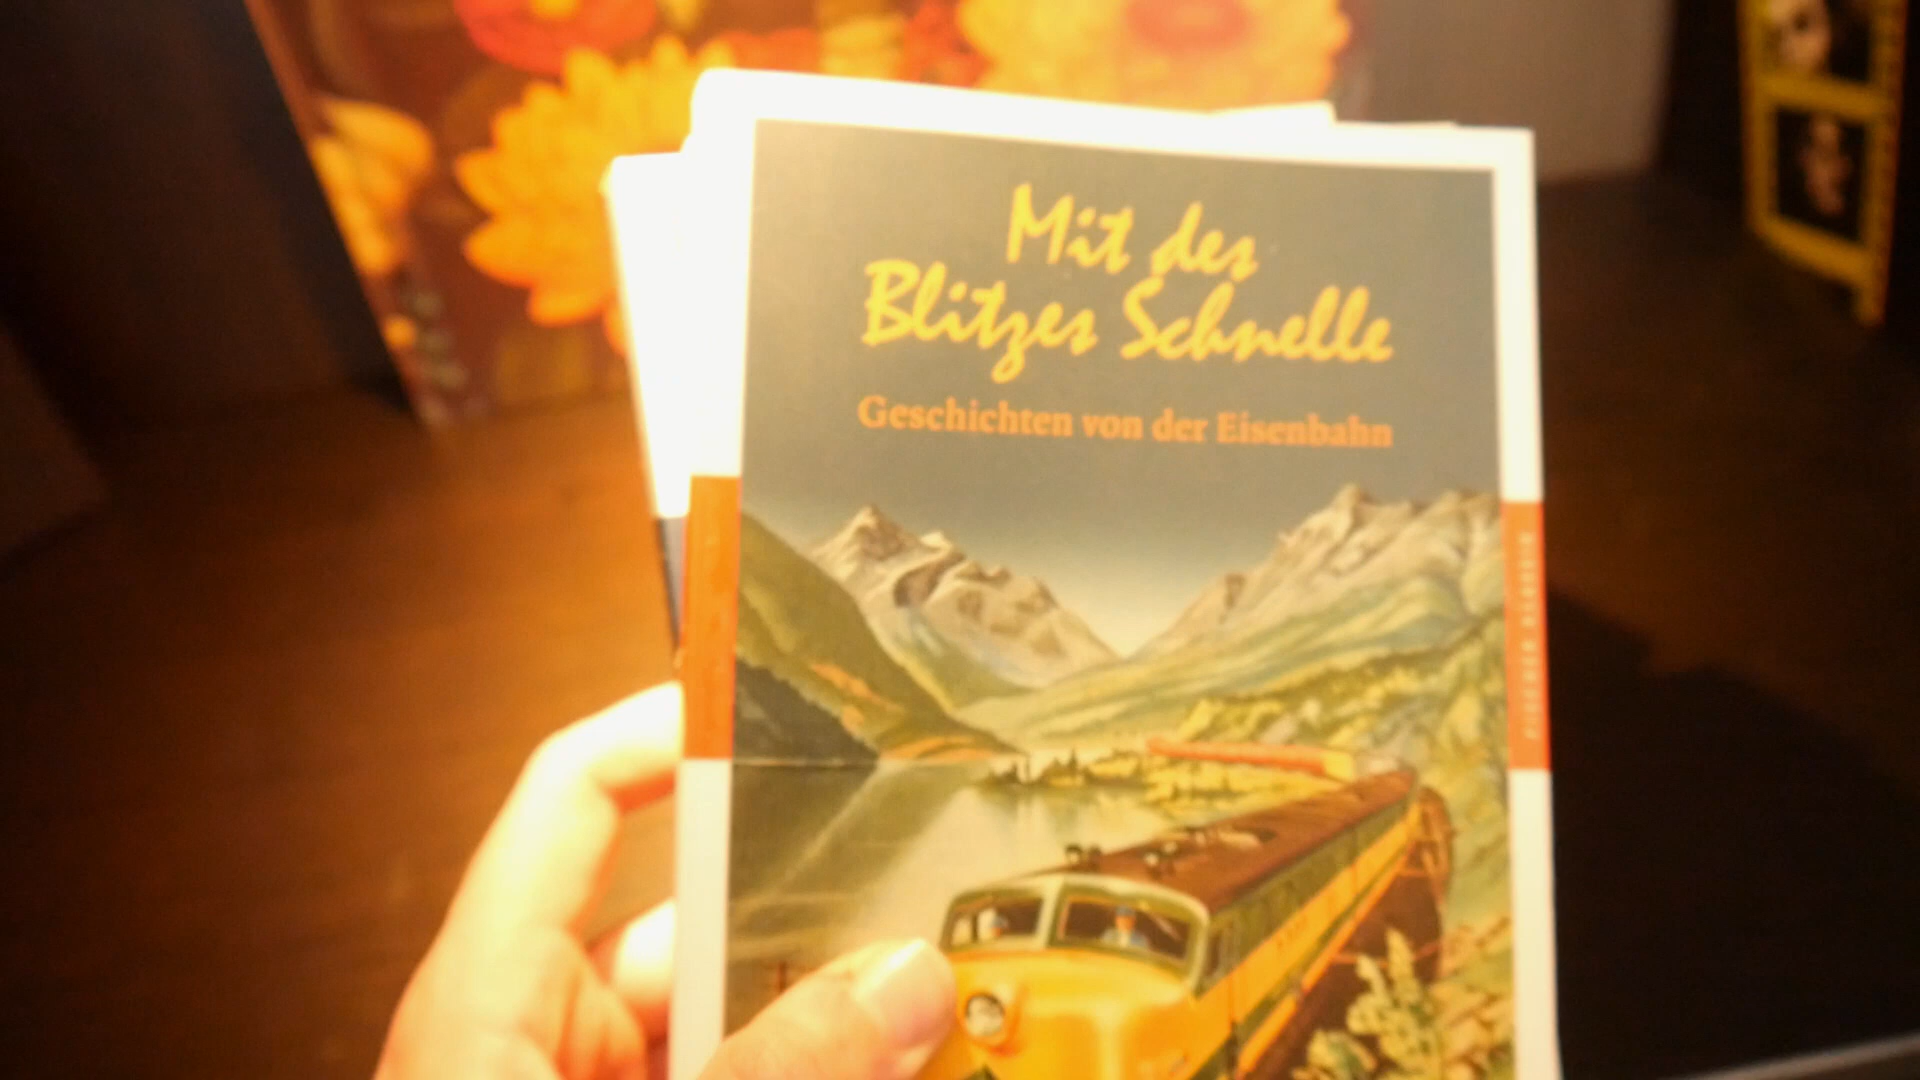 Mit des
Blitzes Schnelle
Geschichten von der Eisenbahn